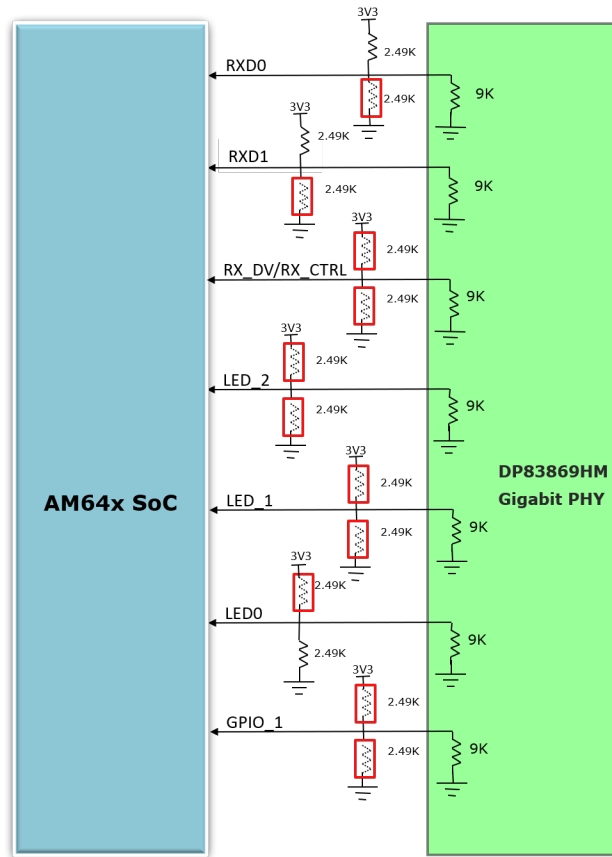 3V3
2.49K
RXD0
2.49K
9K
3V3
2.49K
RXD1
2.49K
9K
3V3
2.49K
RX_DV/RX_CTRL
2.49K
9K
3V3
2.49K
LED_2
2.49K
9K
3V3
2.49K
AM64x SoC
LED_1
2.49K
9K
DP83869HM
Gigabit PHY
3V3
2.49K
LED0
2.49K
9K
3V3
2.49K
GPIO_1
2.49K
9K